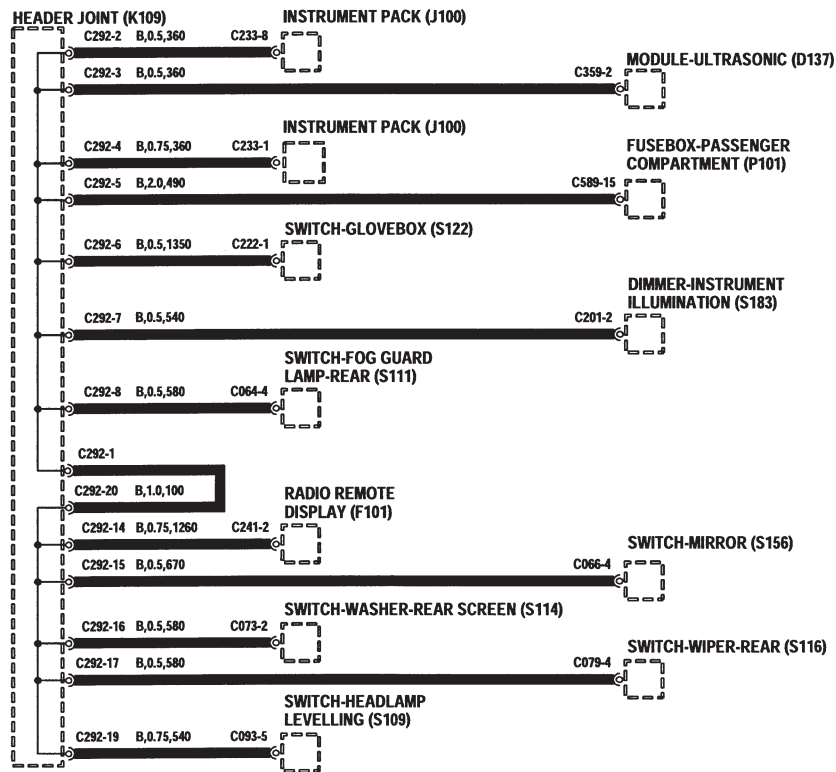 HEADER JOINT (K109)
INSTRUMENT PACK (J100)
C292-2 B,0.5,360 C233-8
MODULE-ULTRASONIC (D137)
C292-3 B,0.5,360 C359-2
INSTRUMENT PACK (J100)
C292-4 B,0.75,360 C233-1
FUSEBOX-PASSENGER
COMPARTMENT (P101)
C292-5 B,2.0,490 C589-15
SWITCH-GLOVEBOX (S122)
C292-6 B,0.5,1350 C222-1
DIMMER-INSTRUMENT
ILLUMINATION (S183)
C292-7 B,0.5,540 C201-2
SWITCH-FOG GUARD
LAMP-REAR (S111)
C292-8 B,0.5,580 C064-4
C292-1
C292-20 B,1.0,100
RADIO REMOTE
DISPLAY (F101)
C292-14 B,0.75,1260 C241-2
SWITCH-MIRROR (S156)
C292-15 B,0.5,670 C066-4
SWITCH-WASHER-REAR SCREEN (S114)
C292-16 B,0.5,580 C073-2
SWITCH-WIPER-REAR (S116)
C292-17 B,0.5,580 C079-4
SWITCH-HEADLAMP
LEVELLING (S109)
C292-19 B,0.75,540 C093-5